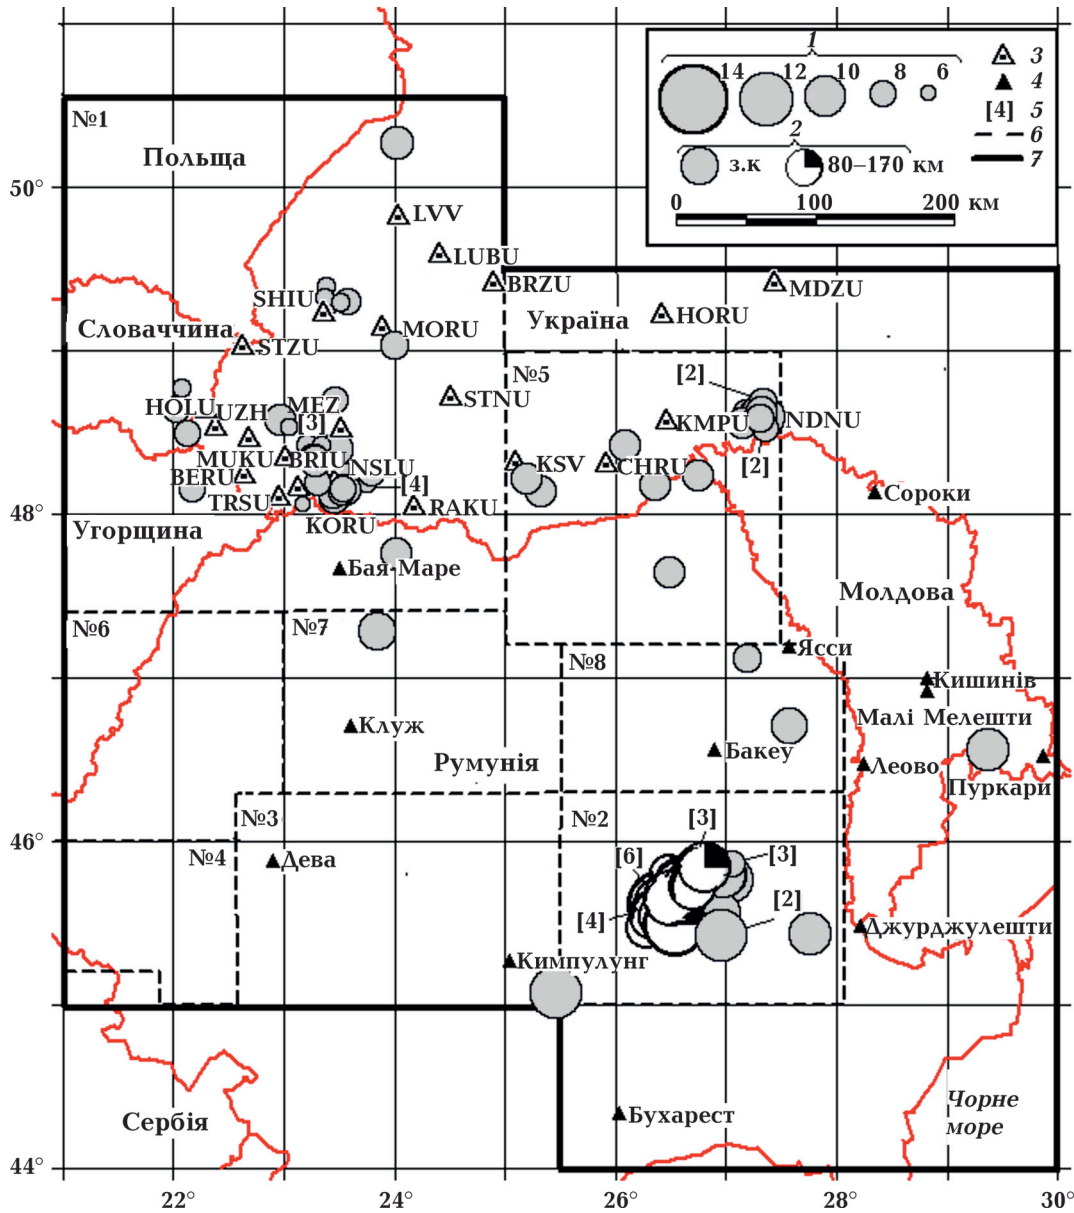 1
14
12
10
8
6
2
з.к
80–170 км
0
100
200 км
3
4
[4]
5
6
7
№1
Польща
50°
LVV
LUBU
BRZU
MDZU
SHIU
HORU
Україна
MORU
Словаччина
STZU
№5
[2]
STNU
HOLU
UZH
MEZ
[3]
KMPU
NDNU
MUKU
BRIU
KSV
CHRU
[2]
BERU
NSLU
[4]
TRSU
RAKU
Сороки
48°
Угорщина
KORU
Бая-Маре
Молдова
№6
№7
Ясси
№8
Кишинів
Малі Мелешти
Клуж
Бакеу
Румунія
Леово
Пуркари
№3
№2
[3]
46°
№4
Дева
[6]
[3]
[2]
[4]
Джурджулешти
Кимпулунг
Чорне
море
Бухарест
Сербія
44°
22°
24°
26°
28°
30°